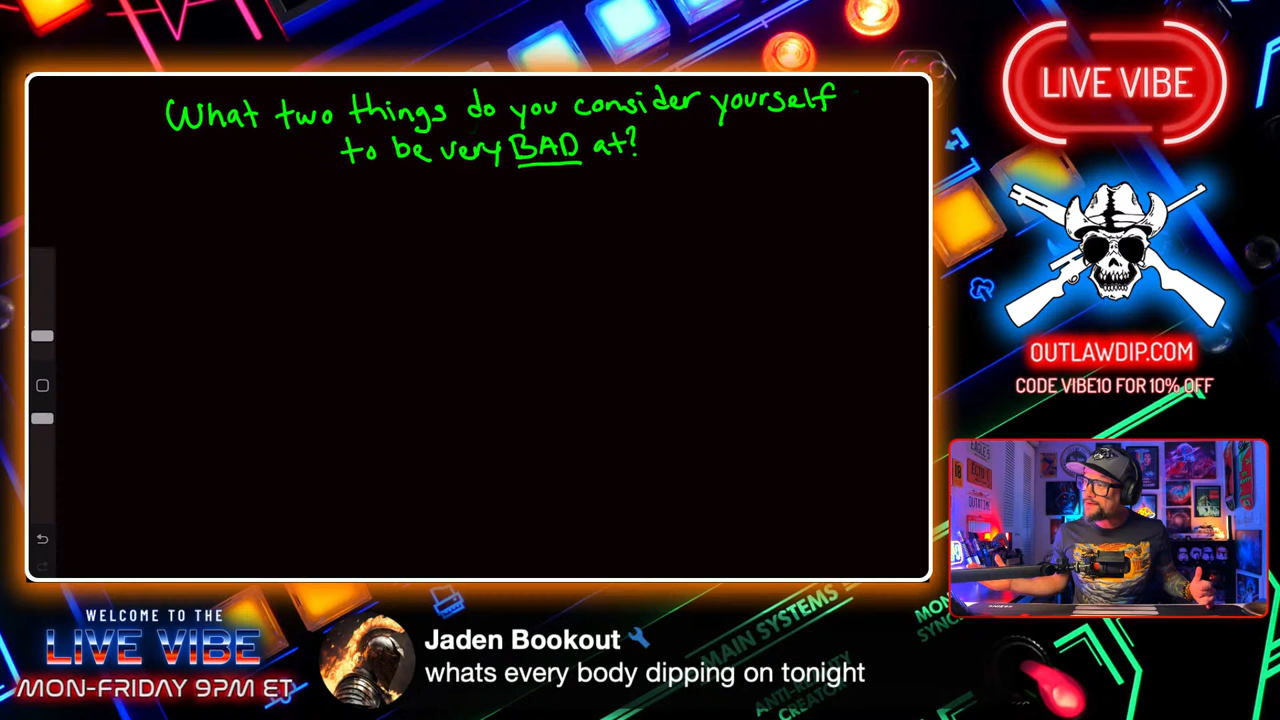 What two things do you consider yourself
to be very BAD at?
LIVE VIBE
OUTLAWDIP.COM
CODE VIBE10 FOR 10% OFF
WELCOME TO THE
LIVE VIBE
MON-FRIDAY 9PM ET
Jaden Bookout
whats every body dipping on tonight
MAIN SYSTEMS